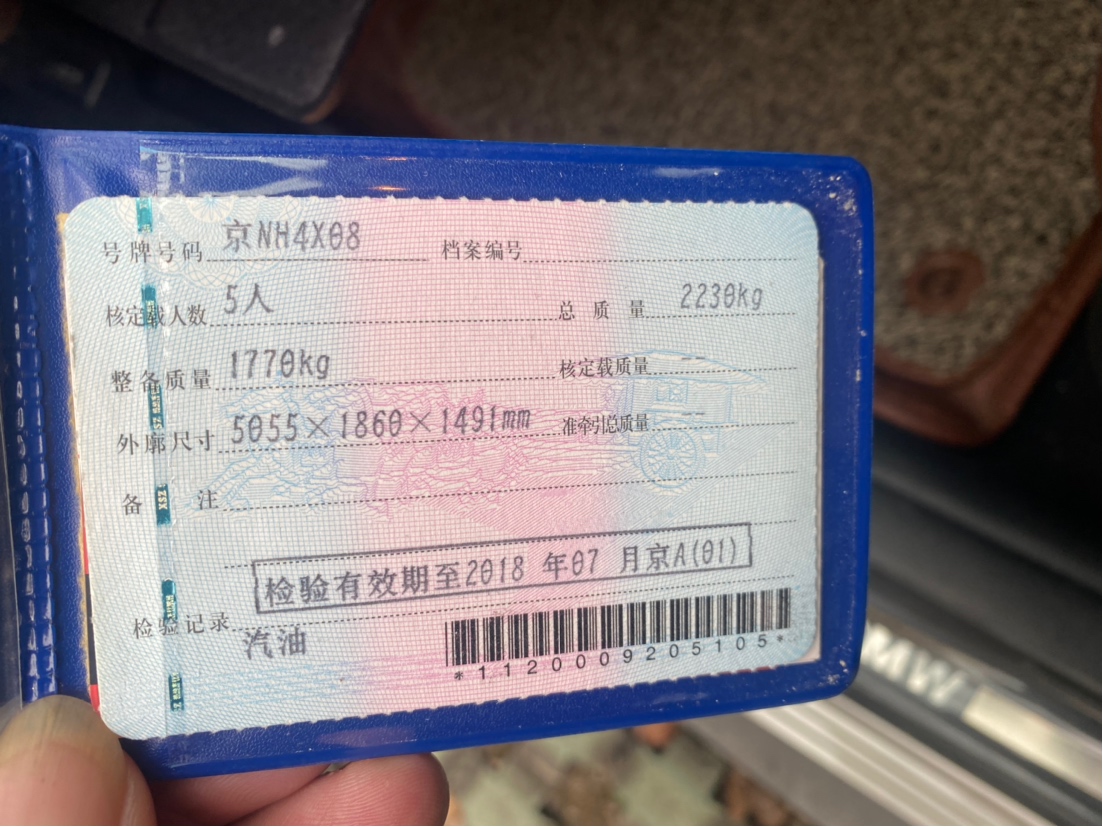 号牌号码 京NH4X08 档案编号
核定载人数 5人 总质量 2230kg
整备质量 1770kg 核定载质量 --
外廓尺寸 5055×1860×1491mm 准牵引总质量 --
备注
检验有效期至2018年07月京A(01)
检验记录
汽油
*1120009205105*
MW